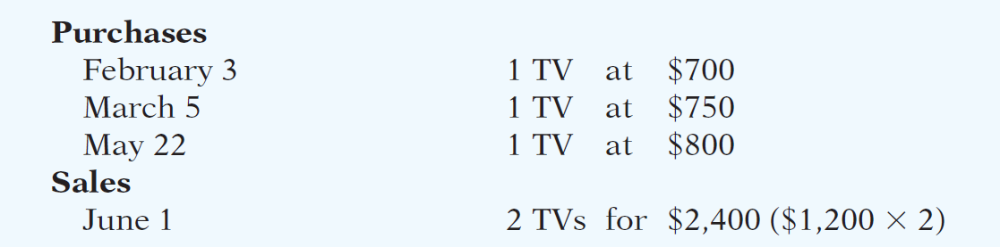 Purchases
February 3 1 TV at $700
March 5 1 TV at $750
May 22 1 TV at $800
Sales
June 1 2 TVs for $2,400 ($1,200 × 2)